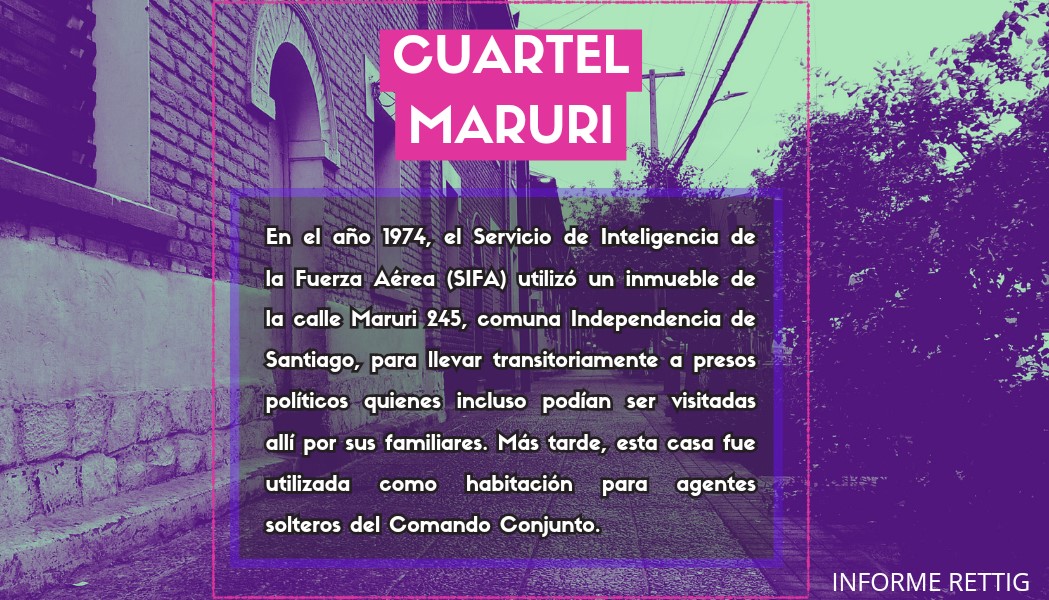 CUARTEL
MARURI
En el año 1974, el Servicio de Inteligencia de
la Fuerza Aérea (SIFA) utilizó un inmueble de
la calle Maruri 245, comuna Independencia de
Santiago, para llevar transitoriamente a presos
políticos quienes incluso podían ser visitadas
allí por sus familiares. Más tarde, esta casa fue
utilizada como habitación para agentes
solteros del Comando Conjunto.
INFORME RETTIG